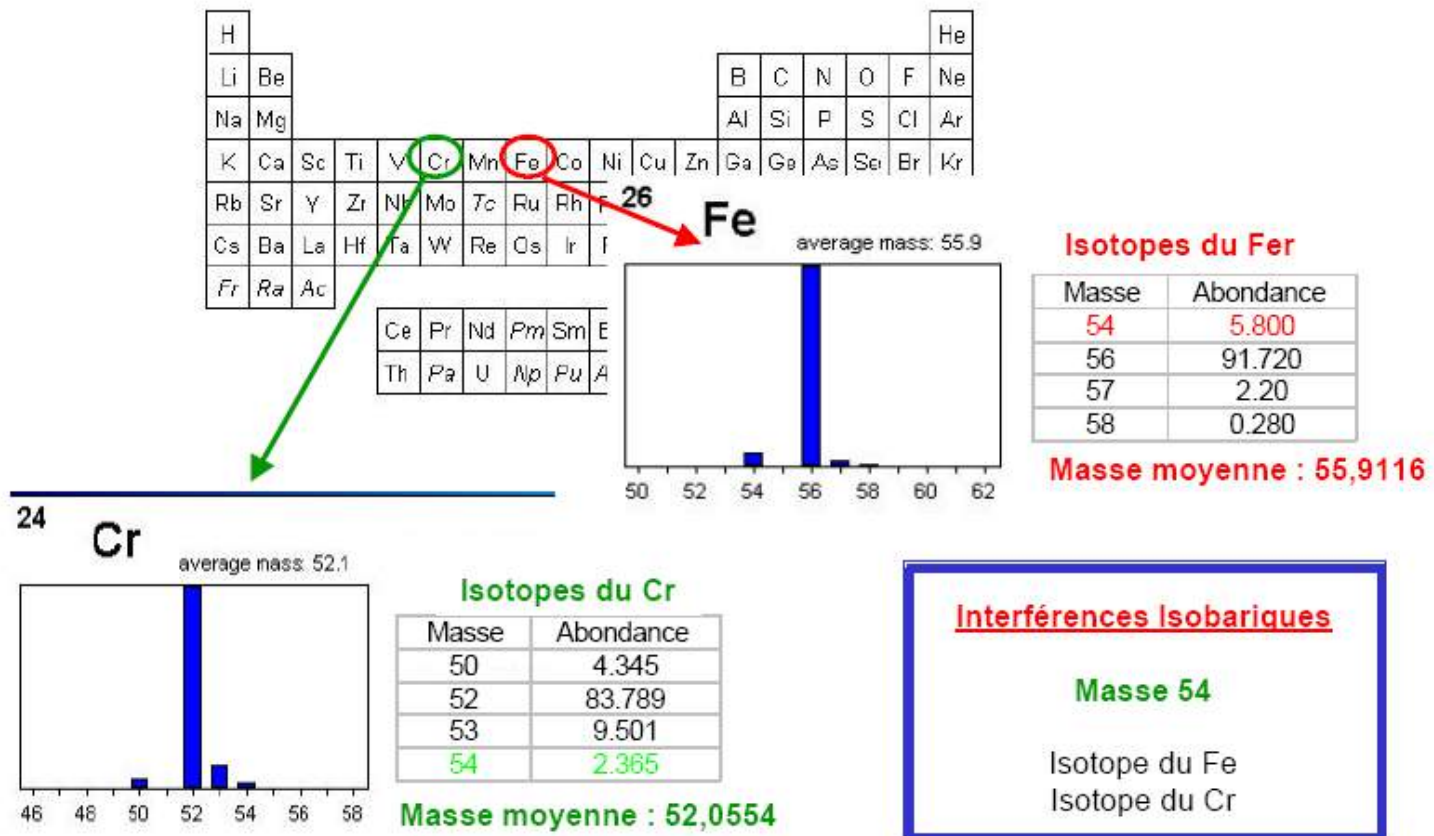 H He
Li Be B C N O F Ne
Na Mg Al Si P S Cl Ar
K Ca Sc Ti V Cr Mn Fe Co Ni Cu Zn Ga Ge As Se Br Kr
Rb Sr Y Zr Nb Mo Tc Ru Rh
Cs Ba La Hf Ta W Re Os Ir
Fr Ra Ac
Ce Pr Nd Pm Sm
Th Pa U Np Pu
26
Fe
average mass: 55.9
50 52 54 56 58 60 62
Isotopes du Fer
Masse Abondance
54 5.800
56 91.720
57 2.20
58 0.280
Masse moyenne : 55,9116
24
Cr
average mass: 52.1
46 48 50 52 54 56 58
Isotopes du Cr
Masse Abondance
50 4.345
52 83.789
53 9.501
54 2.365
Masse moyenne : 52,0554
Interférences Isobariques
Masse 54
Isotope du Fe
Isotope du Cr